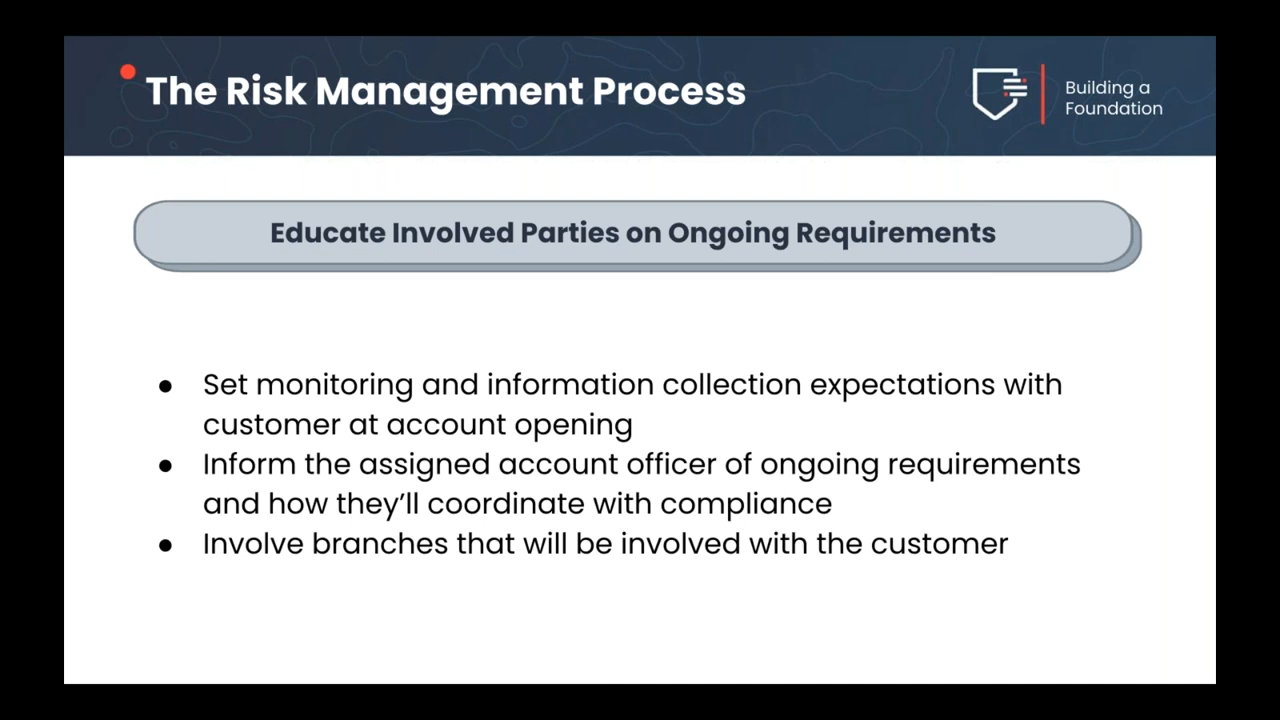 The Risk Management Process
Building a
Foundation
Educate Involved Parties on Ongoing Requirements
● Set monitoring and information collection expectations with
customer at account opening
● Inform the assigned account officer of ongoing requirements
and how they’ll coordinate with compliance
● Involve branches that will be involved with the customer